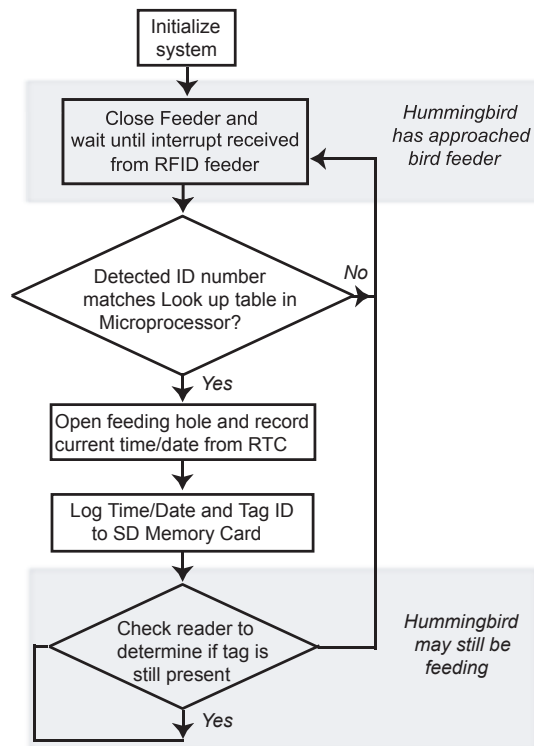 Initialize
system
Close Feeder and
wait until interrupt received
from RFID feeder
Hummingbird
has approached
bird feeder
Detected ID number
matches Look up table in
Microprocessor?
No
Yes
Open feeding hole and record
current time/date from RTC
Log Time/Date and Tag ID
to SD Memory Card
Check reader to
determine if tag is
still present
Hummingbird
may still be
feeding
Yes